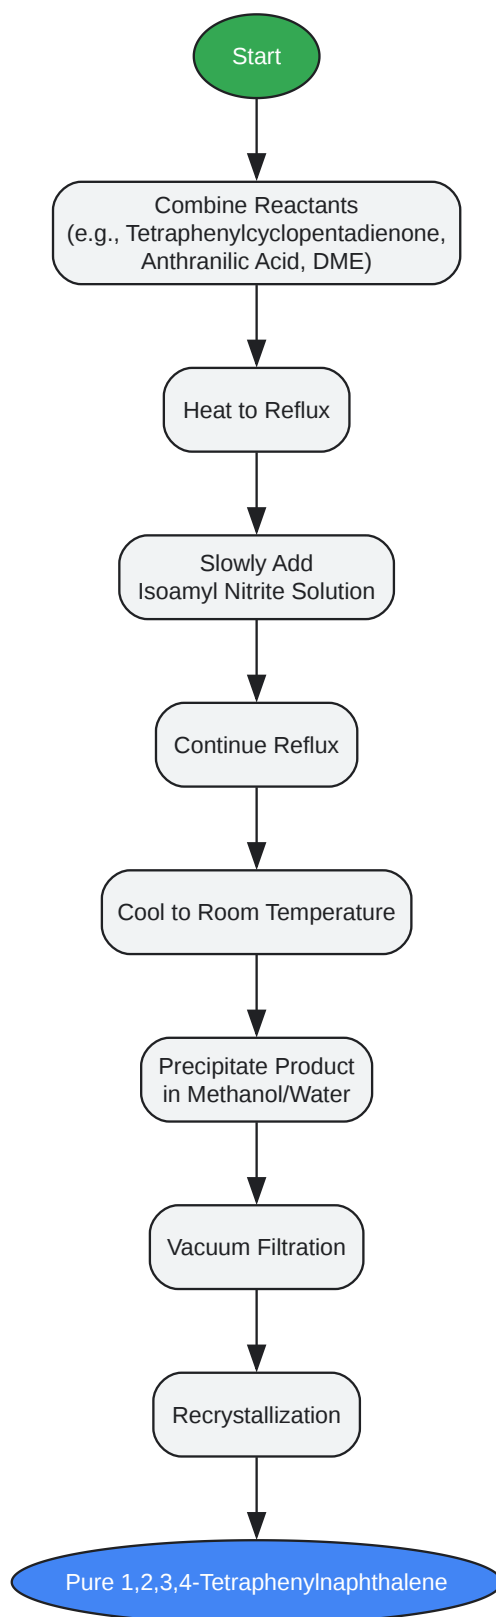 Start
Combine Reactants
(e.g., Tetraphenylcyclopentadienone,
Anthranilic Acid, DME)
Heat to Reflux
Slowly Add
Isoamyl Nitrite Solution
Continue Reflux
Cool to Room Temperature
Precipitate Product
in Methanol/Water
Vacuum Filtration
Recrystallization
Pure 1,2,3,4-Tetraphenylnaphthalene